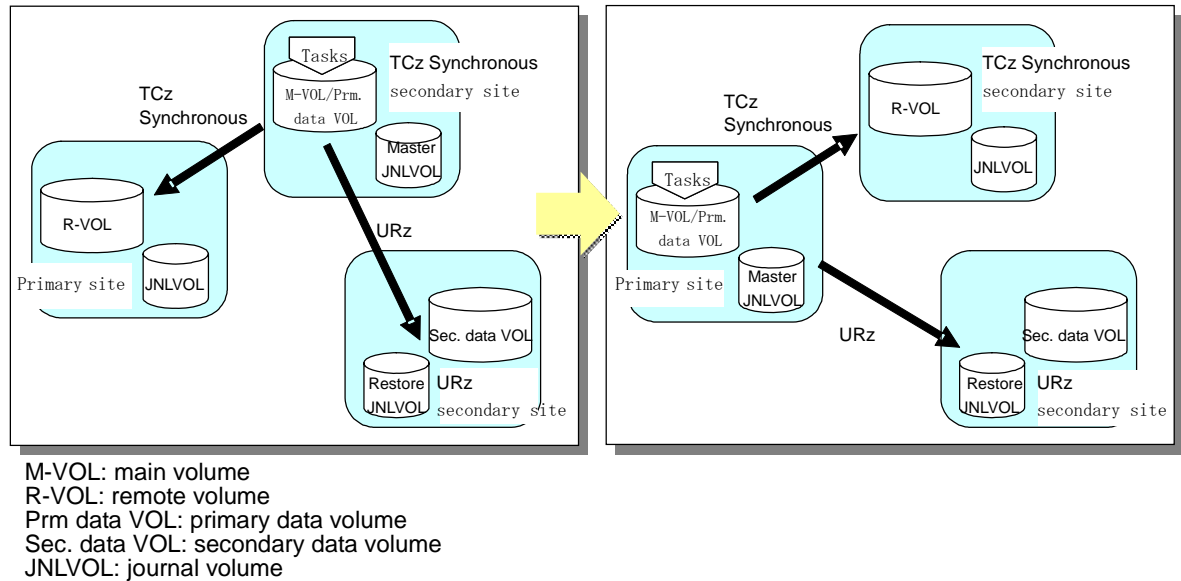 Tasks
M-VOL/Prm.
data VOL
TCz Synchronous
secondary site
Master
JNLVOL
TCz
Synchronous
R-VOL
Primary site
JNLVOL
URz
Sec. data VOL
Restore
JNLVOL
URz
secondary site
TCz Synchronous
secondary site
R-VOL
JNLVOL
TCz
Synchronous
Tasks
M-VOL/Prm.
data VOL
Primary site
Master
JNLVOL
URz
Sec. data VOL
Restore
JNLVOL
URz
secondary site
M-VOL: main volume
R-VOL: remote volume
Prm data VOL: primary data volume
Sec. data VOL: secondary data volume
JNLVOL: journal volume